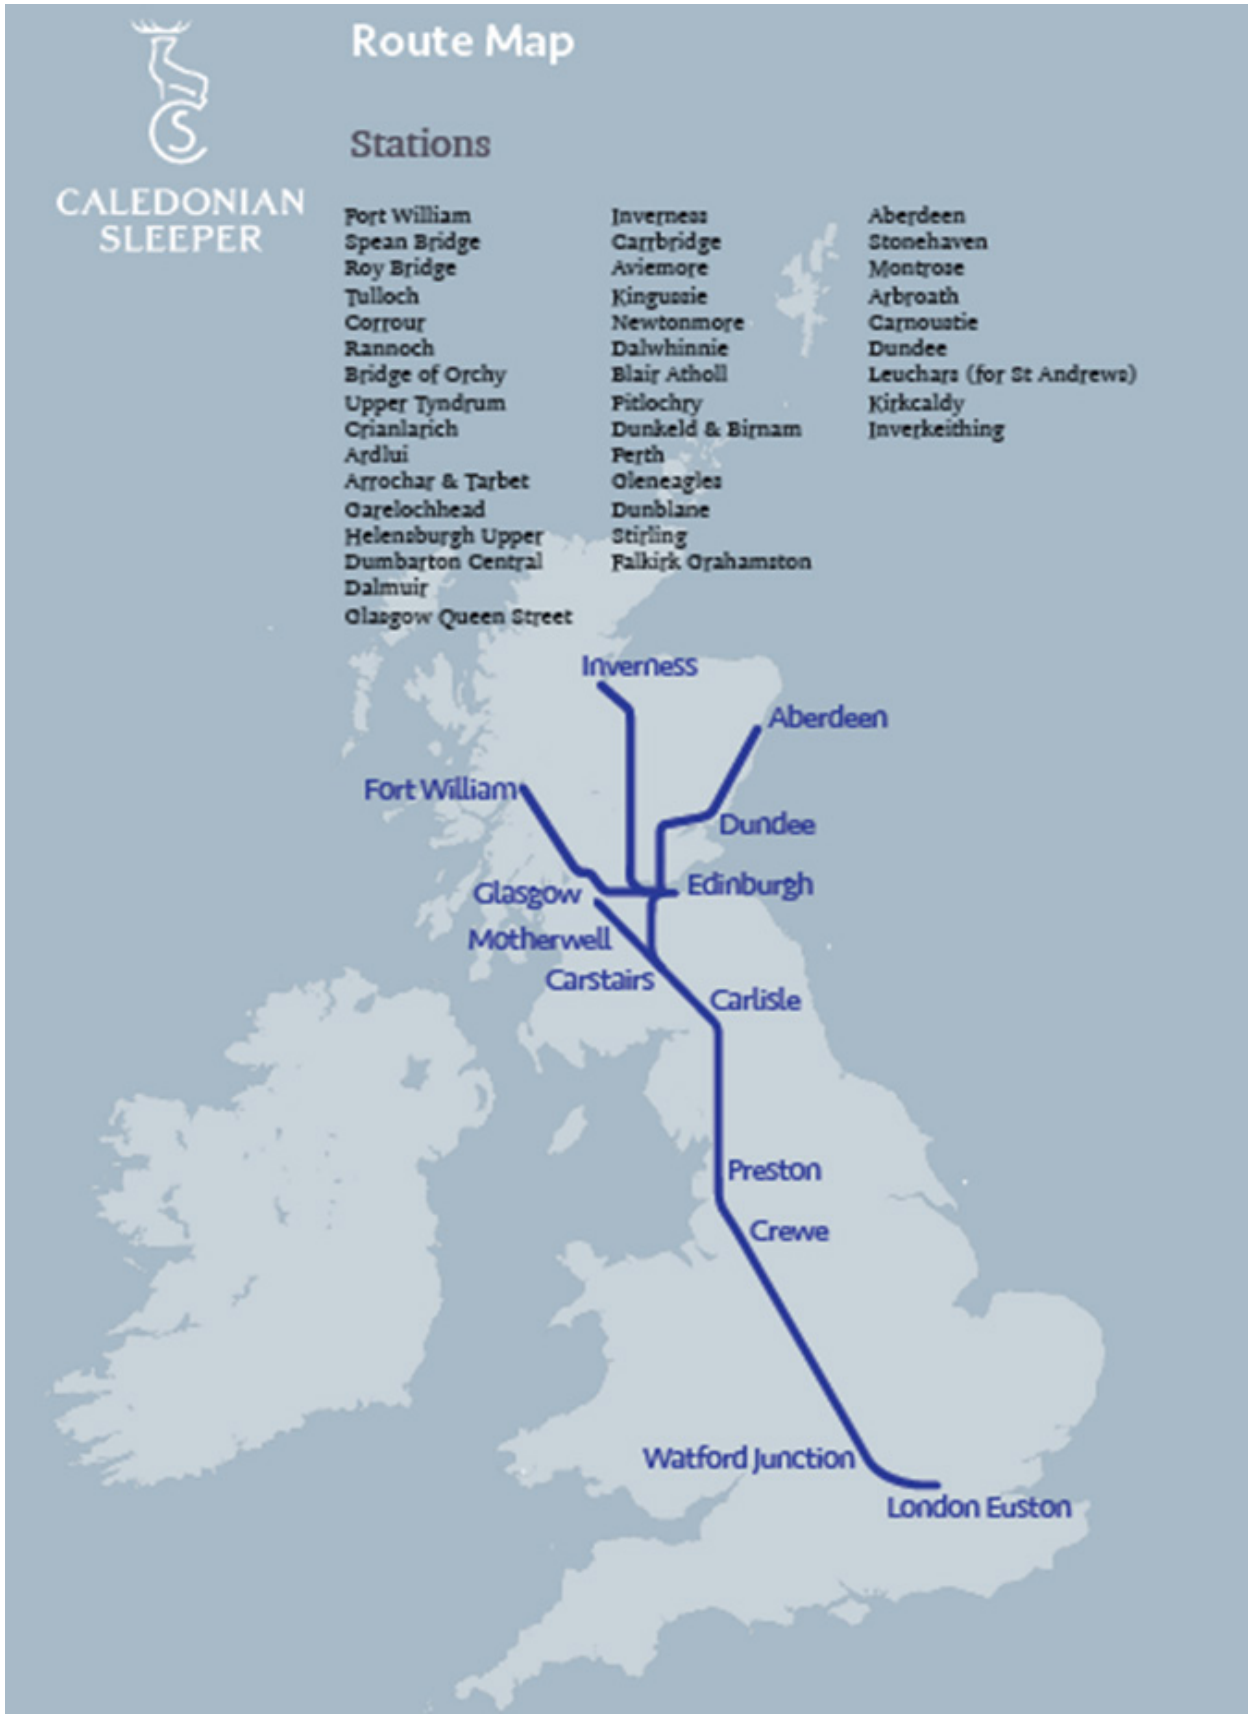 Route Map
CALEDONIAN
SLEEPER
Stations
Fort William
Spean Bridge
Roy Bridge
Tulloch
Corrour
Rannoch
Bridge of Orchy
Upper Tyndrum
Crianlarich
Ardlui
Arrochar & Tarbet
Garelochhead
Helensburgh Upper
Dumbarton Central
Dalmuir
Glasgow Queen Street
Inverness
Carrbridge
Aviemore
Kingussie
Newtonmore
Dalwhinnie
Blair Atholl
Pitlochry
Dunkeld & Birnam
Perth
Gleneagles
Dunblane
Stirling
Falkirk Grahamston
Aberdeen
Stonehaven
Montrose
Arbroath
Carnoustie
Dundee
Leuchars (for St Andrews)
Kirkcaldy
Inverkeithing
Inverness
Aberdeen
Fort William
Dundee
Edinburgh
Glasgow
Motherwell
Carstairs
Carlisle
Preston
Crewe
Watford Junction
London Euston